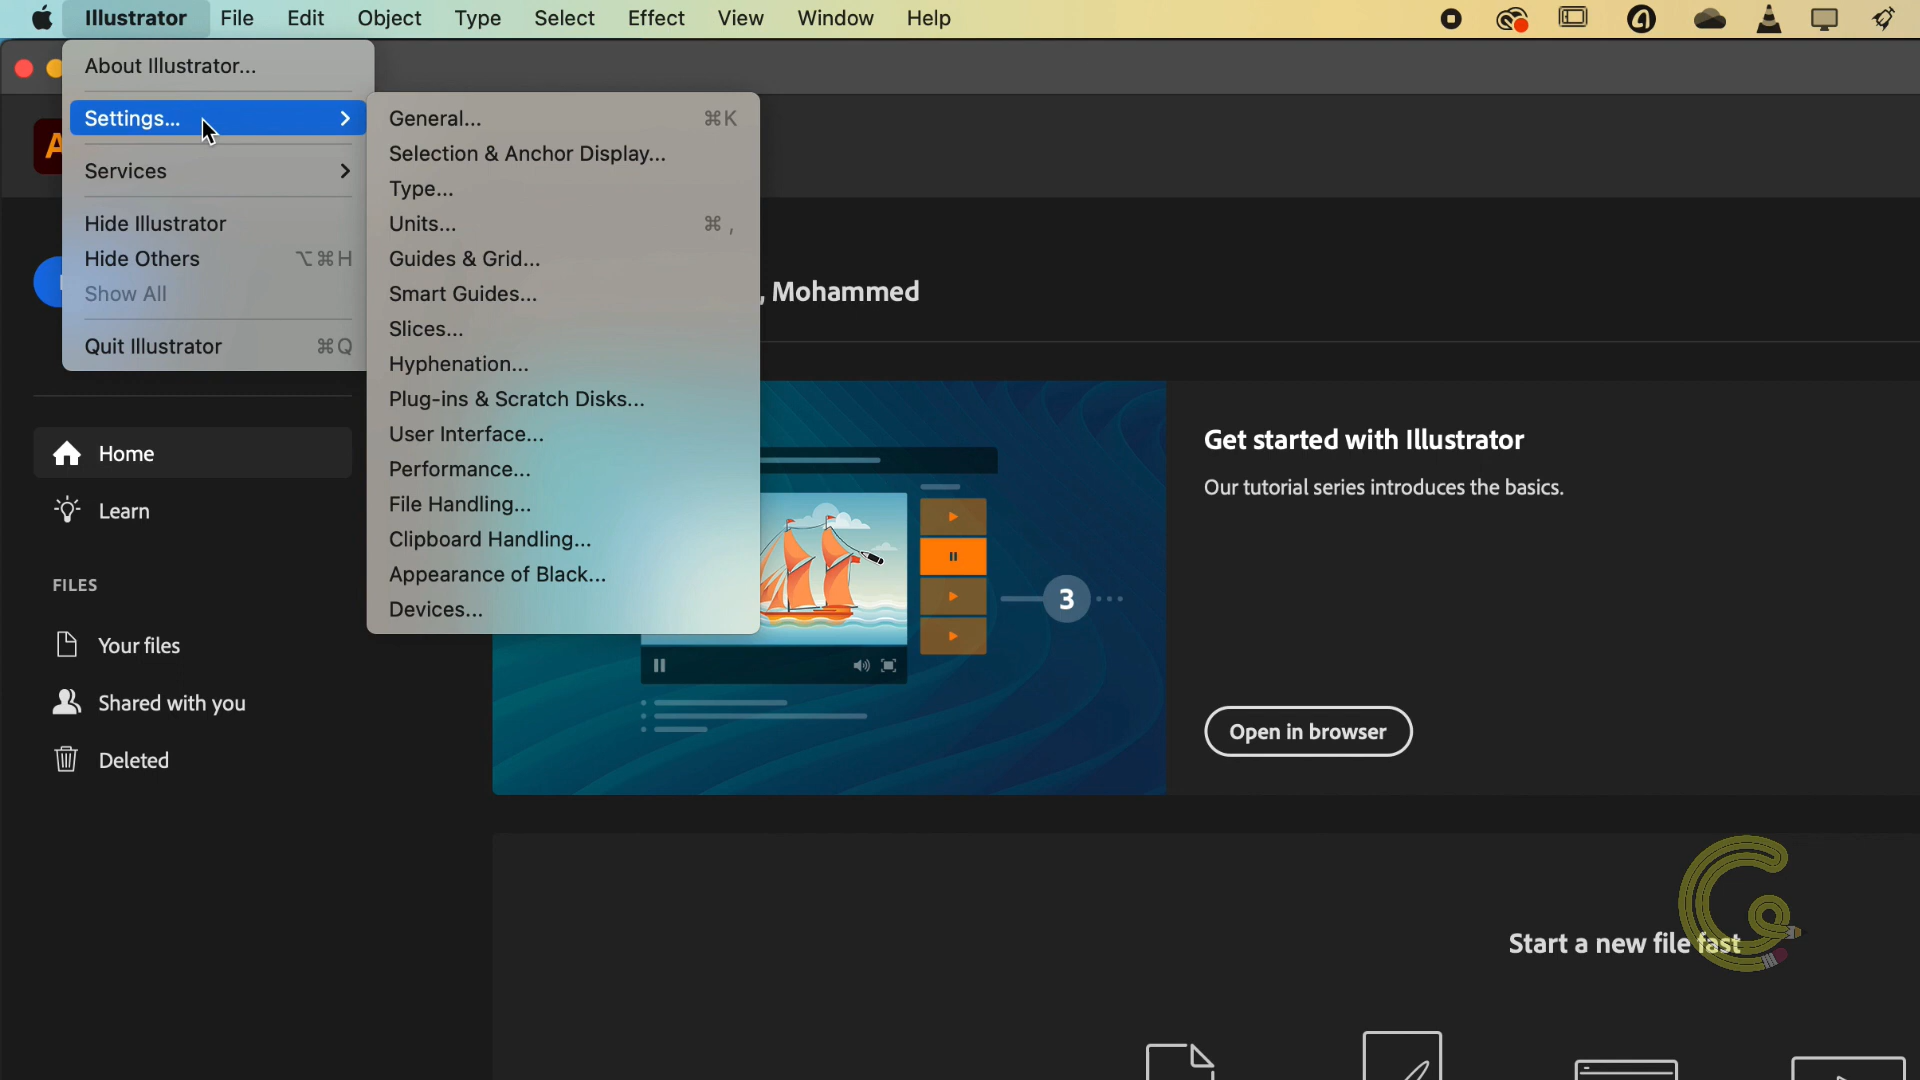 Illustrator File Edit Object Type Select Effect View Window Help
About Illustrator...
Settings...
Services
Hide Illustrator
Hide Others ⌥⌘H
Show All
Quit Illustrator ⌘Q
General... ⌘K
Selection & Anchor Display...
Type...
Units... ⌘,
Guides & Grid...
Smart Guides...
Slices...
Hyphenation...
Plug-ins & Scratch Disks...
User Interface...
Performance...
File Handling...
Clipboard Handling...
Appearance of Black...
Devices...
, Mohammed
Home
Learn
FILES
Your files
Shared with you
Deleted
3
Get started with Illustrator
Our tutorial series introduces the basics.
Open in browser
Start a new file fast